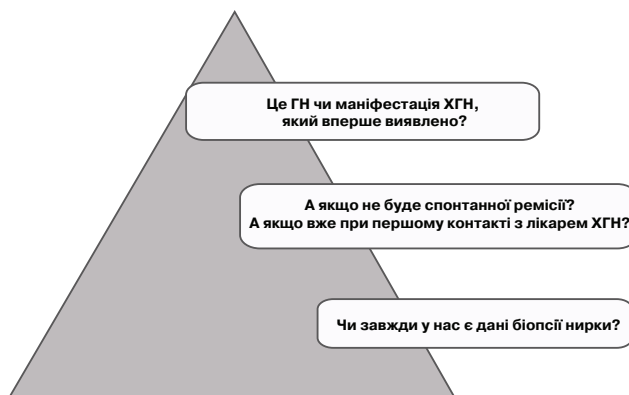 Це ГН чи маніфестація ХГН,
який вперше виявлено?
А якщо не буде спонтанної ремісії?
А якщо вже при першому контакті з лікарем ХГН?
Чи завжди у нас є дані біопсії нирки?